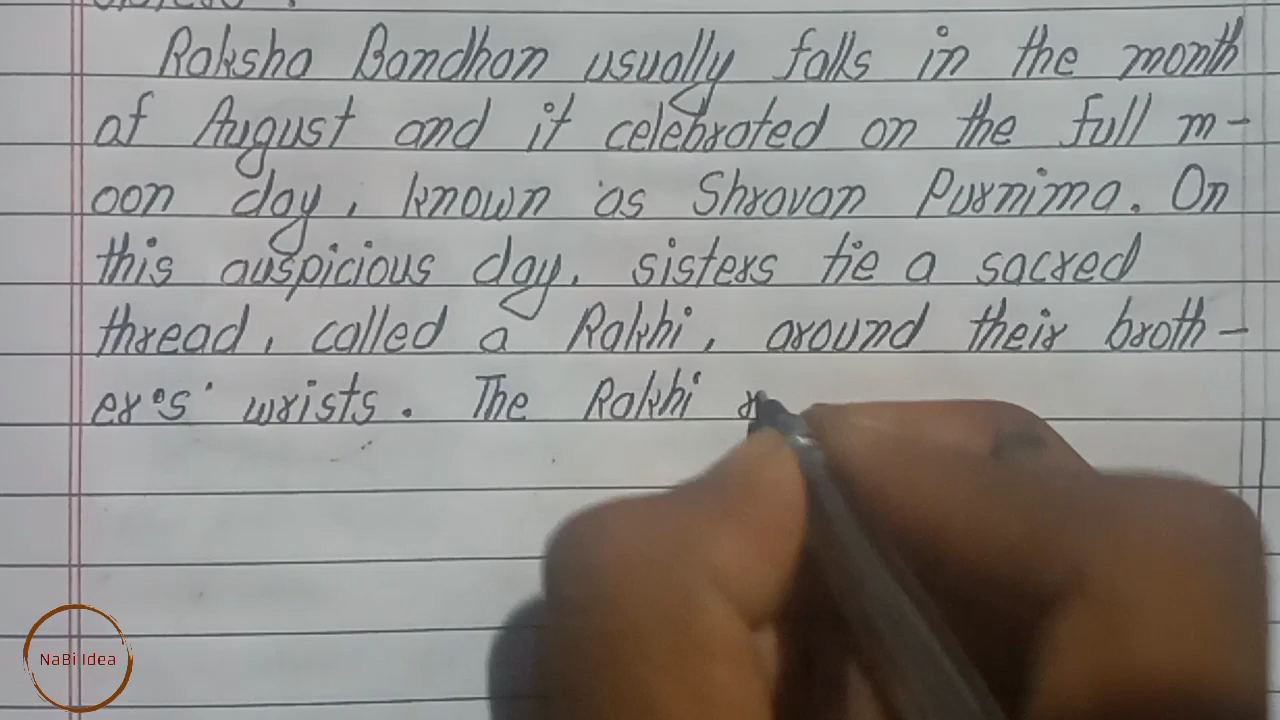 Raksha Bandhan usually falls in the month
of August and it celebrated on the full m-
oon day, known as Shravan Purnima. On
this auspicious day, sisters tie a sacred
thread, called a Rakhi, around their broth-
er's' wrists. The Rakhi r
NaBi Idea